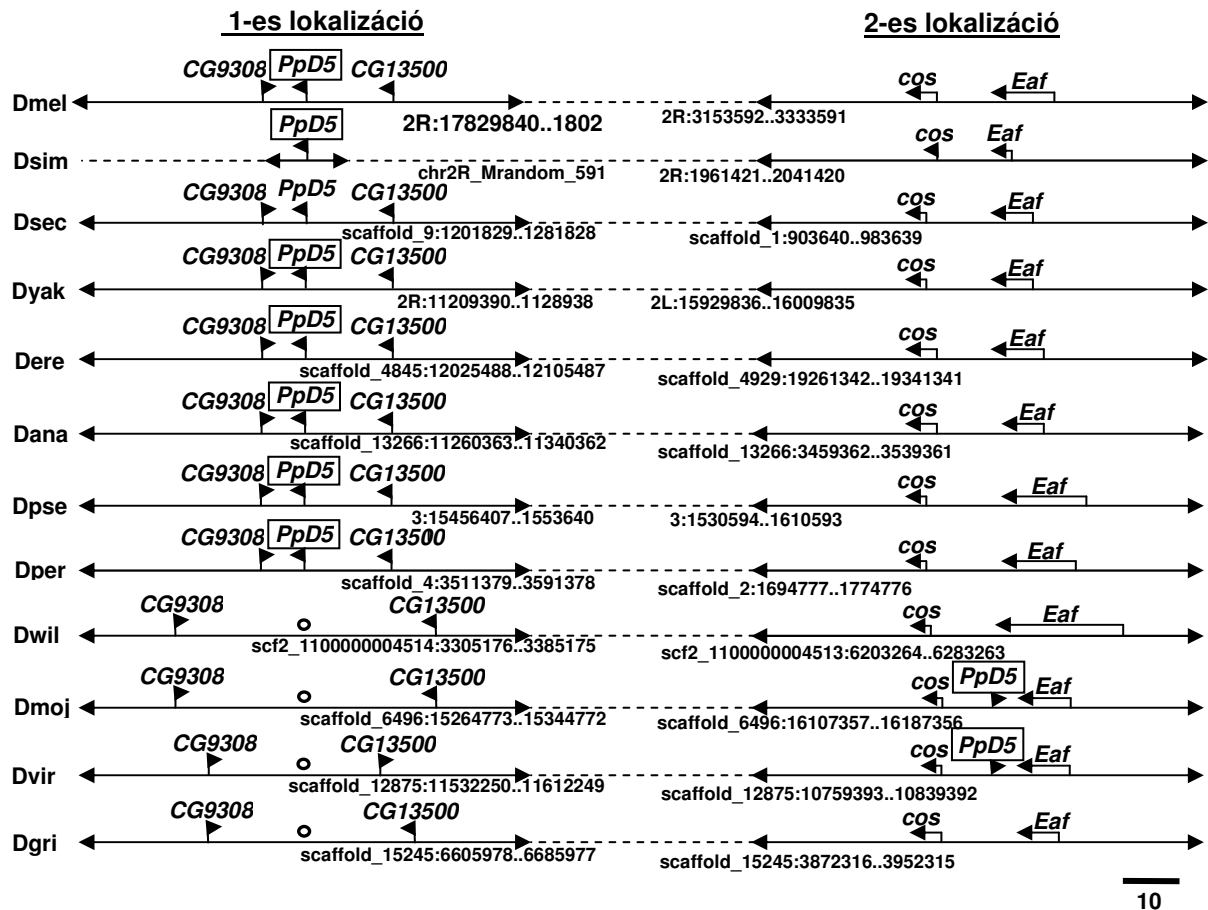 1-es lokalizáció 2-es lokalizáció
CG9308 PpD5 CG13500 cos Eaf
Dmel
2R:17829840..1802 2R:3153592..3333591
PpD5 cos Eaf
Dsim
chr2R_Mrandom_591 2R:1961421..2041420
CG9308 PpD5 CG13500 cos Eaf
Dsec
scaffold_9:1201829..1281828 scaffold_1:903640..983639
CG9308 PpD5 CG13500 cos Eaf
Dyak
2R:11209390..1128938 2L:15929836..16009835
CG9308 PpD5 CG13500 cos Eaf
Dere
scaffold_4845:12025488..12105487 scaffold_4929:19261342..19341341
CG9308 PpD5 CG13500 cos Eaf
Dana
scaffold_13266:11260363..11340362 scaffold_13266:3459362..3539361
CG9308 PpD5 CG13500 cos Eaf
Dpse
3:15456407..1553640 3:1530594..1610593
CG9308 PpD5 CG13500 cos Eaf
Dper
scaffold_4:3511379..3591378 scaffold_2:1694777..1774776
CG9308 CG13500 cos Eaf
Dwil
scf2_1100000004514:3305176..3385175 scf2_1100000004513:6203264..6283263
CG9308 CG13500 cos PpD5 Eaf
Dmoj
scaffold_6496:15264773..15344772 scaffold_6496:16107357..16187356
CG9308 CG13500 cos PpD5 Eaf
Dvir
scaffold_12875:11532250..11612249 scaffold_12875:10759393..10839392
CG9308 CG13500 cos Eaf
Dgri
scaffold_15245:6605978..6685977 scaffold_15245:3872316..3952315
10